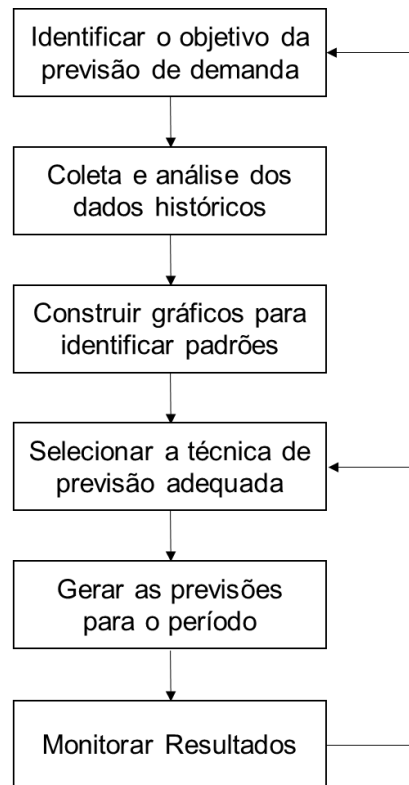 Identificar o objetivo da
previsão de demanda
Coleta e análise dos
dados históricos
Construir gráficos para
identificar padrões
Selecionar a técnica de
previsão adequada
Gerar as previsões
para o período
Monitorar Resultados